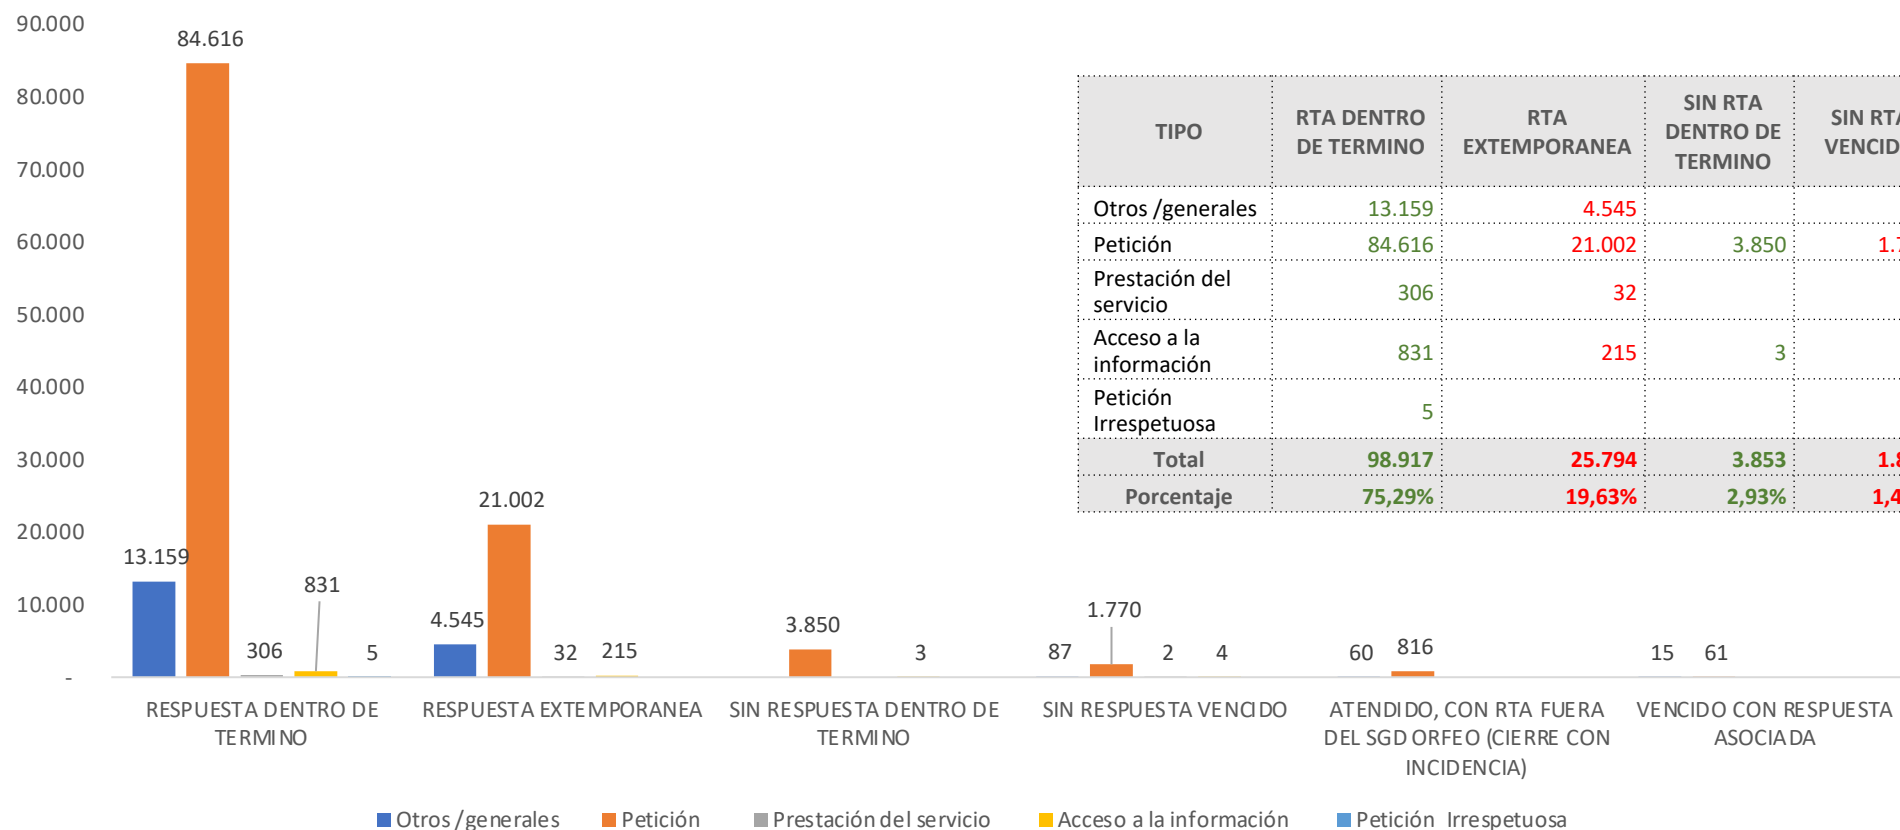 90.000
80.000
70.000
60.000
50.000
40.000
30.000
20.000
10.000
-
84.616
13.159
306
831
5
21.002
4.545
32
215
3.850
3
1.770
87
2
4
60
816
15
61
RESPUESTA DENTRO DE
TERMINO
RESPUESTA EXTEMPORANEA
SIN RESPUESTA DENTRO DE
TERMINO
SIN RESPUESTA VENCIDO
ATENDIDO, CON RTA FUERA
DEL SGD ORFEO (CIERRE CON
INCIDENCIA)
VENCIDO CON RESPUESTA
ASOCIADA
Otros /generales Petición Prestación del servicio Acceso a la información Petición Irrespetuosa
TIPO
RTA DENTRO
DE TERMINO
RTA
EXTEMPORANEA
SIN RTA
DENTRO DE
TERMINO
SIN
Otros /generales 13.159 4.545
Petición 84.616 21.002 3.850
Prestación del
servicio 306 32
Acceso a la
información 831 215 3
Petición
Irrespetuosa 5
Total 98.917 25.794 3.853
Porcentaje 75,29% 19,63% 2,93%